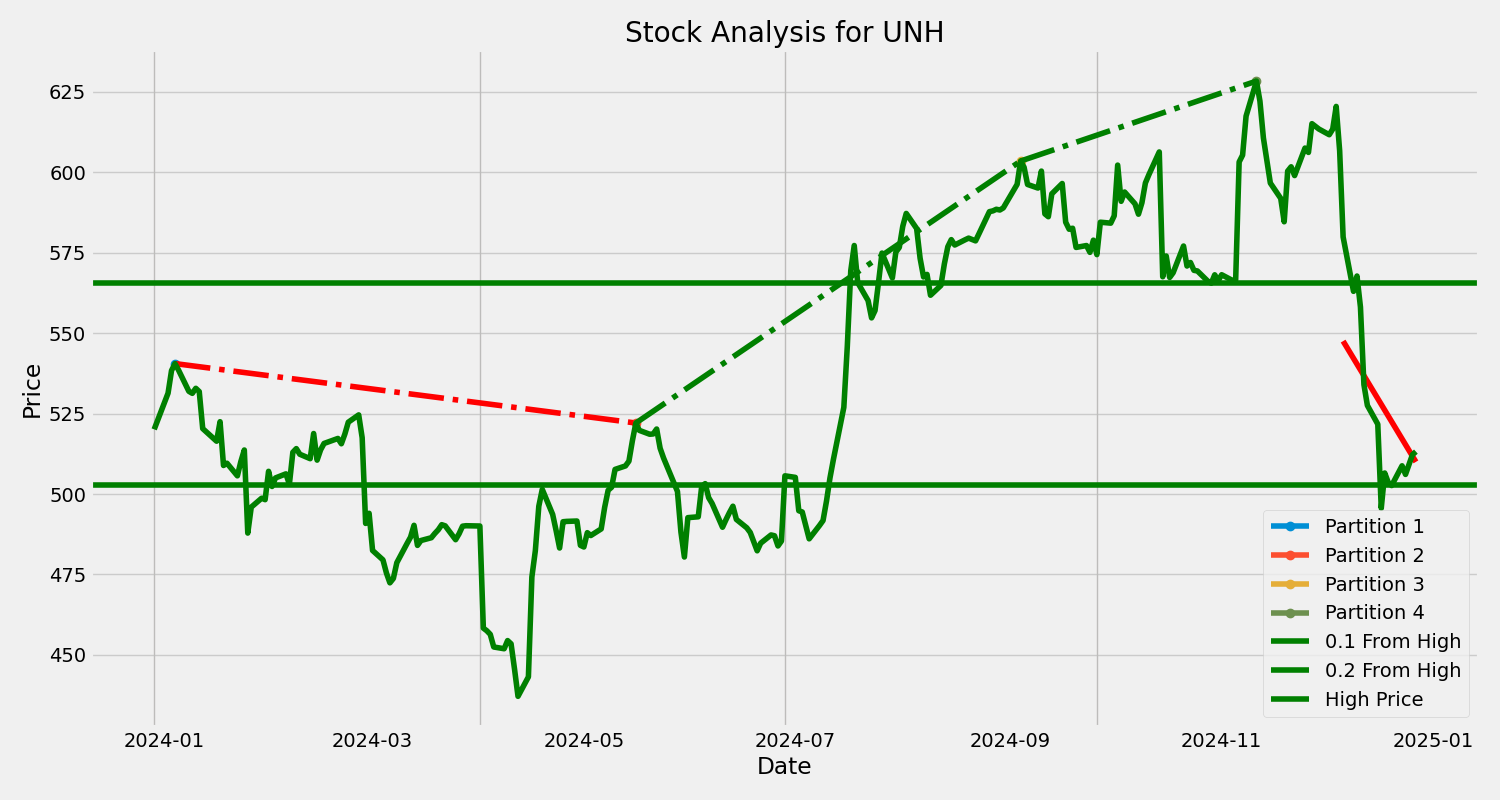 Stock Analysis for UNH
Price
625
600
575
550
525
500
475
450
2024-01
2024-03
2024-05
2024-07
2024-09
2024-11
2025-01
Date
Partition 1
Partition 2
Partition 3
Partition 4
0.1 From High
0.2 From High
High Price